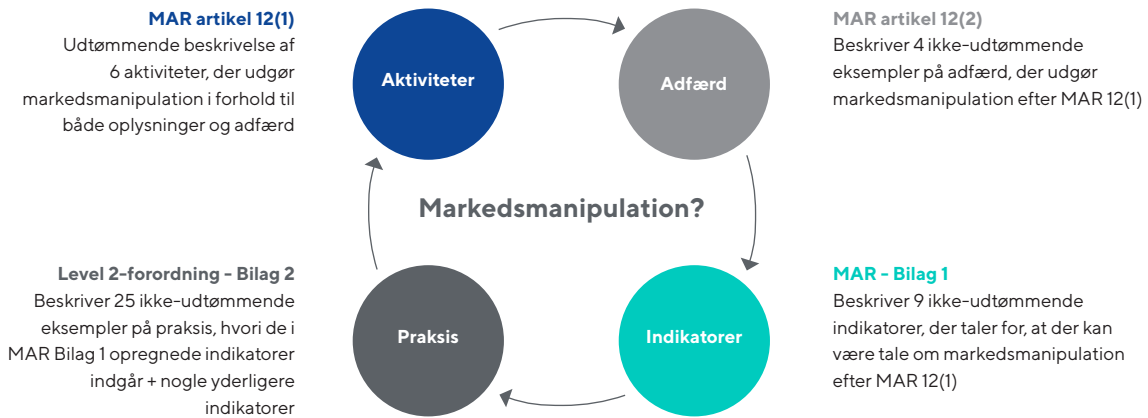 MAR artikel 12(1)
Udtømmende beskrivelse af
6 aktiviteter, der udgør
markedsmanipulation i forhold til
både oplysninger og adfærd
Aktiviteter
Adfærd
MAR artikel 12(2)
Beskriver 4 ikke-udtømmende
eksempler på adfærd, der udgør
markedsmanipulation efter MAR 12(1)
Markedsmanipulation?
Level 2-forordning - Bilag 2
Beskriver 25 ikke-udtømmende
eksempler på praksis, hvori de i
MAR Bilag 1 opregnede indikatorer
indgår + nogle yderligere
indikatorer
Praksis
Indikatorer
MAR - Bilag 1
Beskriver 9 ikke-udtømmende
indikatorer, der taler for, at der kan
være tale om markedsmanipulation
efter MAR 12(1)